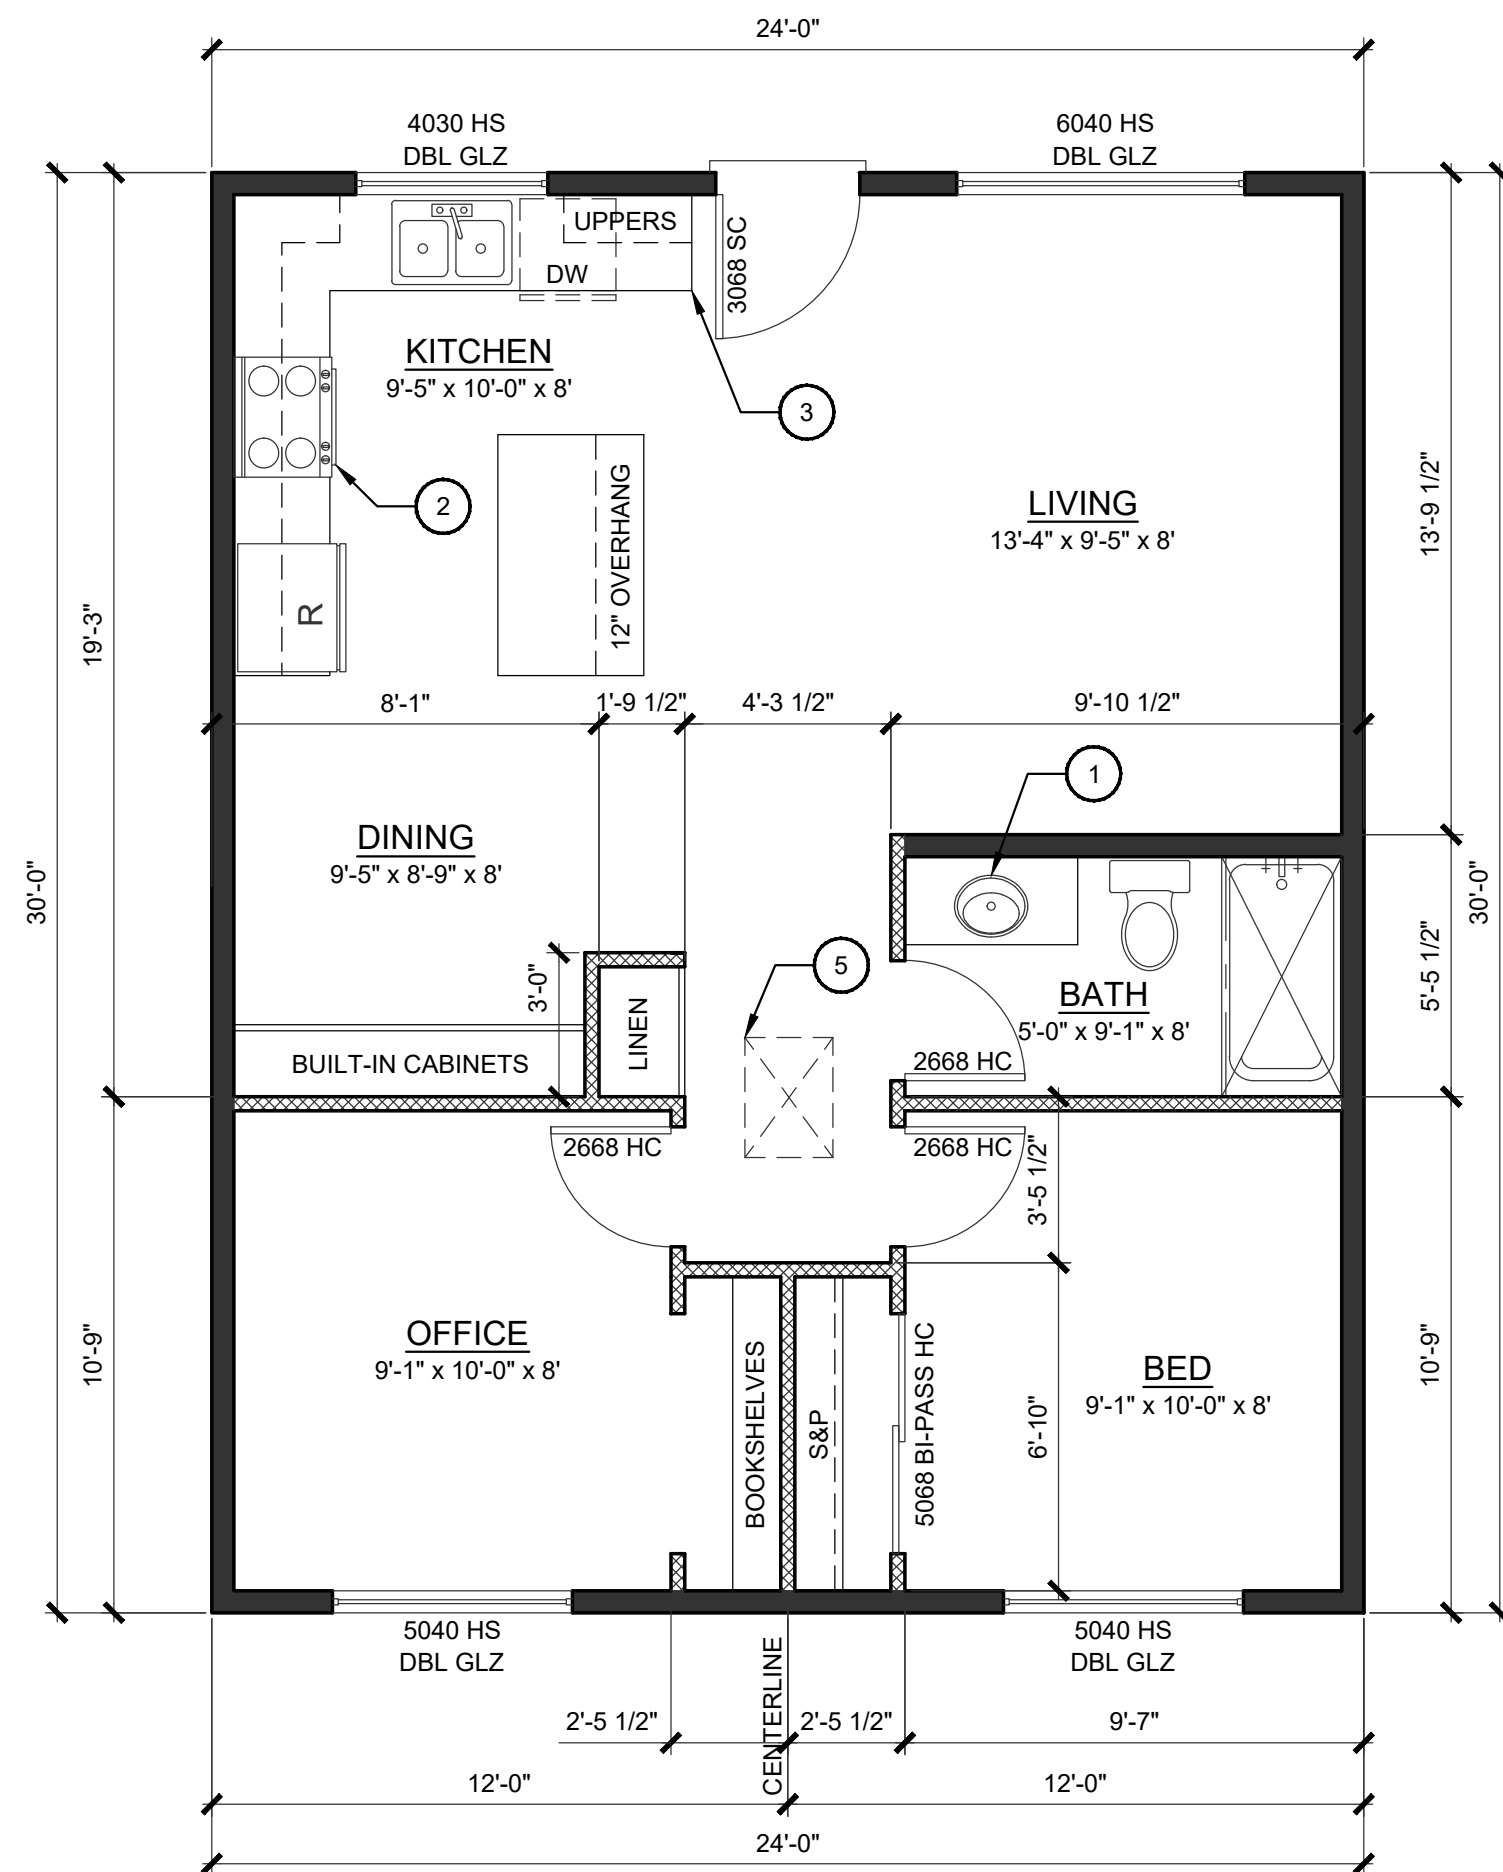 24'-0"
4030 HS
DBL GLZ
6040 HS
DBL GLZ
UPPERS
DW
3068 SC
KITCHEN
9'-5" x 10'-0" x 8'
3
2
12" OVERHANG
LIVING
13'-4" x 9'-5" x 8'
R
13'-9 1/2"
19'-3"
8'-1"
1'-9 1/2"
4'-3 1/2"
9'-10 1/2"
1
DINING
9'-5" x 8'-9" x 8'
30'-0"
30'-0"
5
3'-0"
LINEN
BUILT-IN CABINETS
BATH
5'-0" x 9'-1" x 8'
5'-5 1/2"
2668 HC
2668 HC
2668 HC
3'-5 1/2"
OFFICE
9'-1" x 10'-0" x 8'
10'-9"
BOOKSHELVES
S&P
5068 BI-PASS HC
6'-10"
BED
9'-1" x 10'-0" x 8'
10'-9"
5040 HS
DBL GLZ
5040 HS
DBL GLZ
2'-5 1/2"
CENTERLINE
2'-5 1/2"
9'-7"
12'-0"
12'-0"
24'-0"